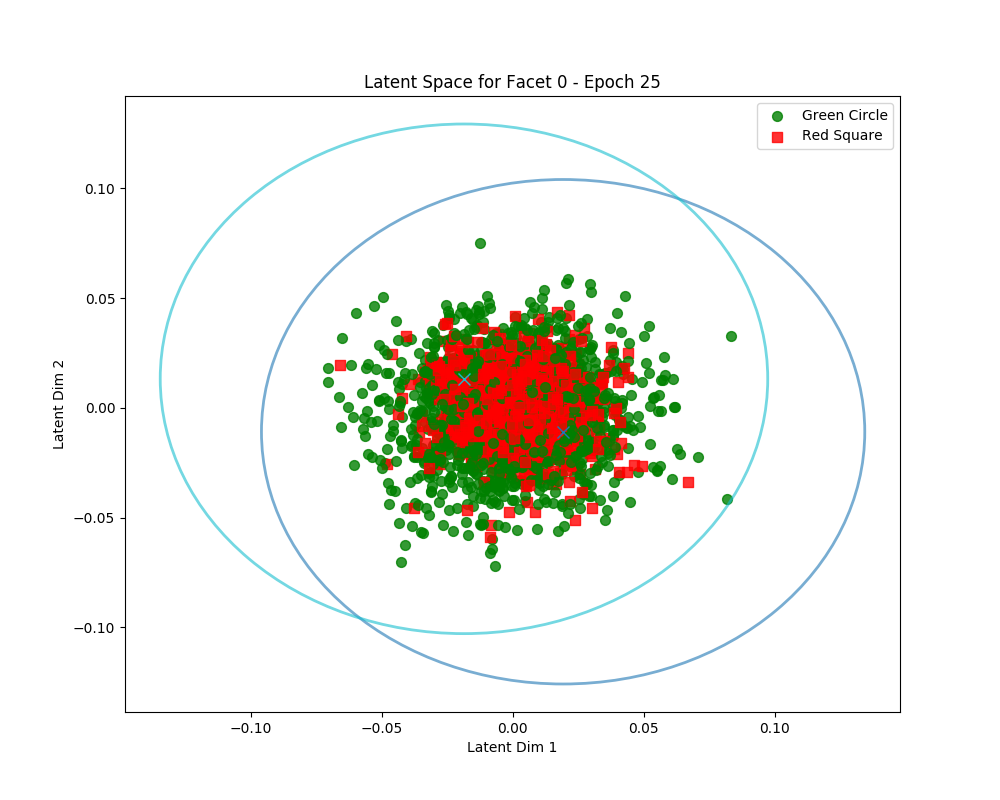 Latent Space for Facet 0 - Epoch 25
Green Circle
Red Square
0.10
0.05
0.00
−0.05
−0.10
Latent Dim 2
−0.10
−0.05
0.00
0.05
0.10
Latent Dim 1